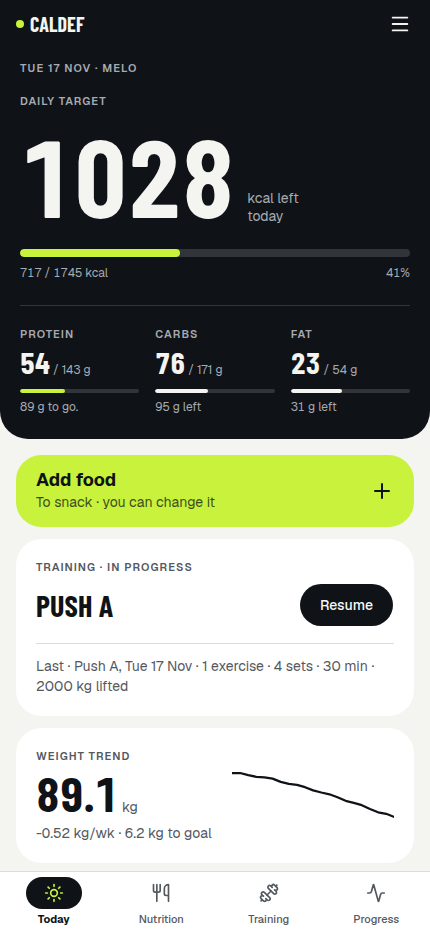 CALDEF
TUE 17 NOV · MELO
DAILY TARGET
1028 kcal left today
717 / 1745 kcal 41%
PROTEIN CARBS FAT
54 / 143 g 76 / 171 g 23 / 54 g
89 g to go. 95 g left 31 g left
Add food
To snack · you can change it
TRAINING · IN PROGRESS
PUSH A Resume
Last · Push A, Tue 17 Nov · 1 exercise · 4 sets · 30 min ·
2000 kg lifted
WEIGHT TREND
89.1 kg
-0.52 kg/wk · 6.2 kg to goal
Today Nutrition Training Progress